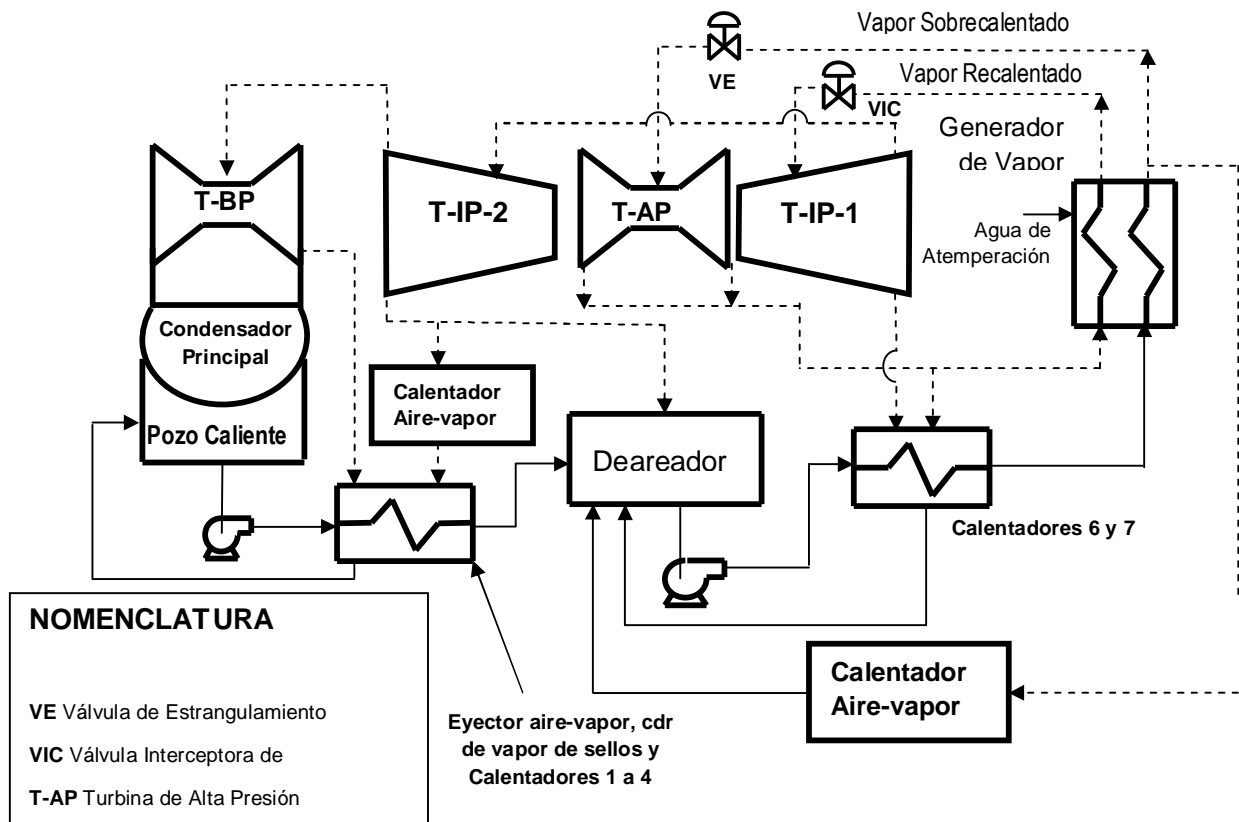 Vapor Sobrecalentado
VE
Vapor Recalentado
VIC
Generador
de Vapor
T-BP
T-IP-2
T-AP
T-IP-1
Agua de
Atemperación
Condensador
Principal
Calentador
Aire-vapor
Pozo Caliente
Deareador
Calentadores 6 y 7
NOMENCLATURA
VE Válvula de Estrangulamiento
VIC Válvula Interceptora de
T-AP Turbina de Alta Presión
Eyector aire-vapor, cdr
de vapor de sellos y
Calentadores 1 a 4
Calentador
Aire-vapor